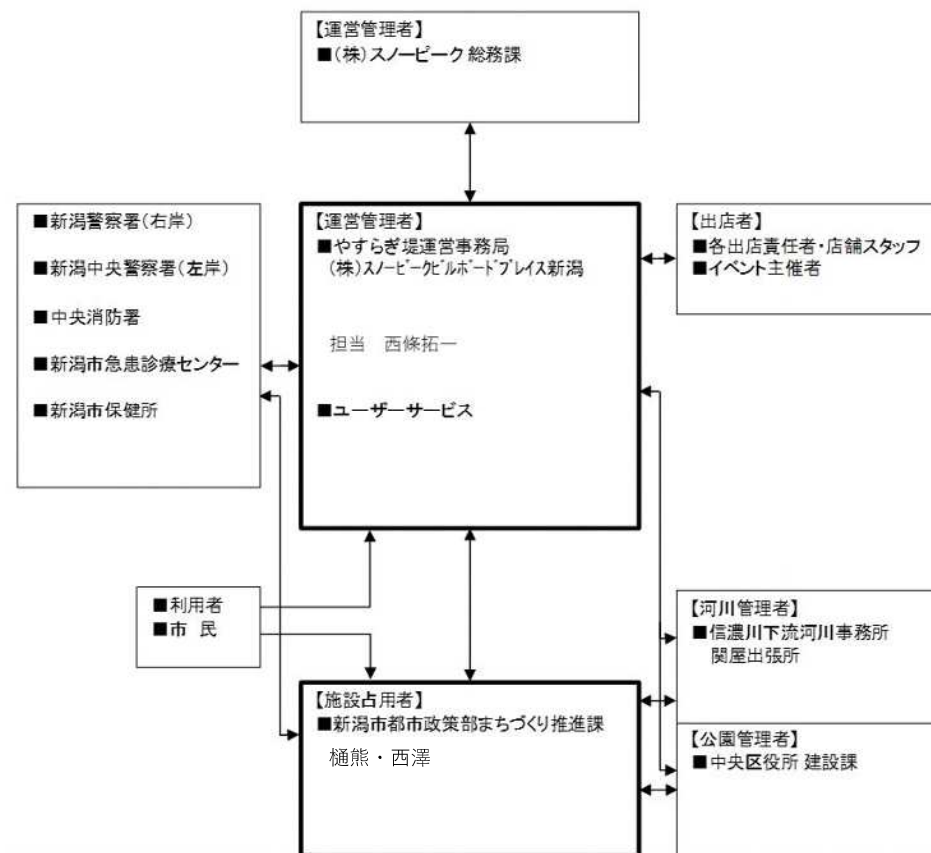 【運営管理者】
■(株)スノーピーク 総務課
■新潟警察署(右岸)
■新潟中央警察署(左岸)
■中央消防署
■新潟市急患診療センター
■新潟市保健所
【運営管理者】
■やすらぎ堤運営事務局
(株)スノーピークビルボードプレイス新潟
担当 西條拓一
■ユーザーサービス
【出店者】
■各出店責任者・店舗スタッフ
■イベント主催者
■利用者
■市 民
【施設占用者】
■新潟市都市政策部まちづくり推進課
樋熊・西澤
【河川管理者】
■信濃川下流河川事務所
関屋出張所
【公園管理者】
■中央区役所 建設課